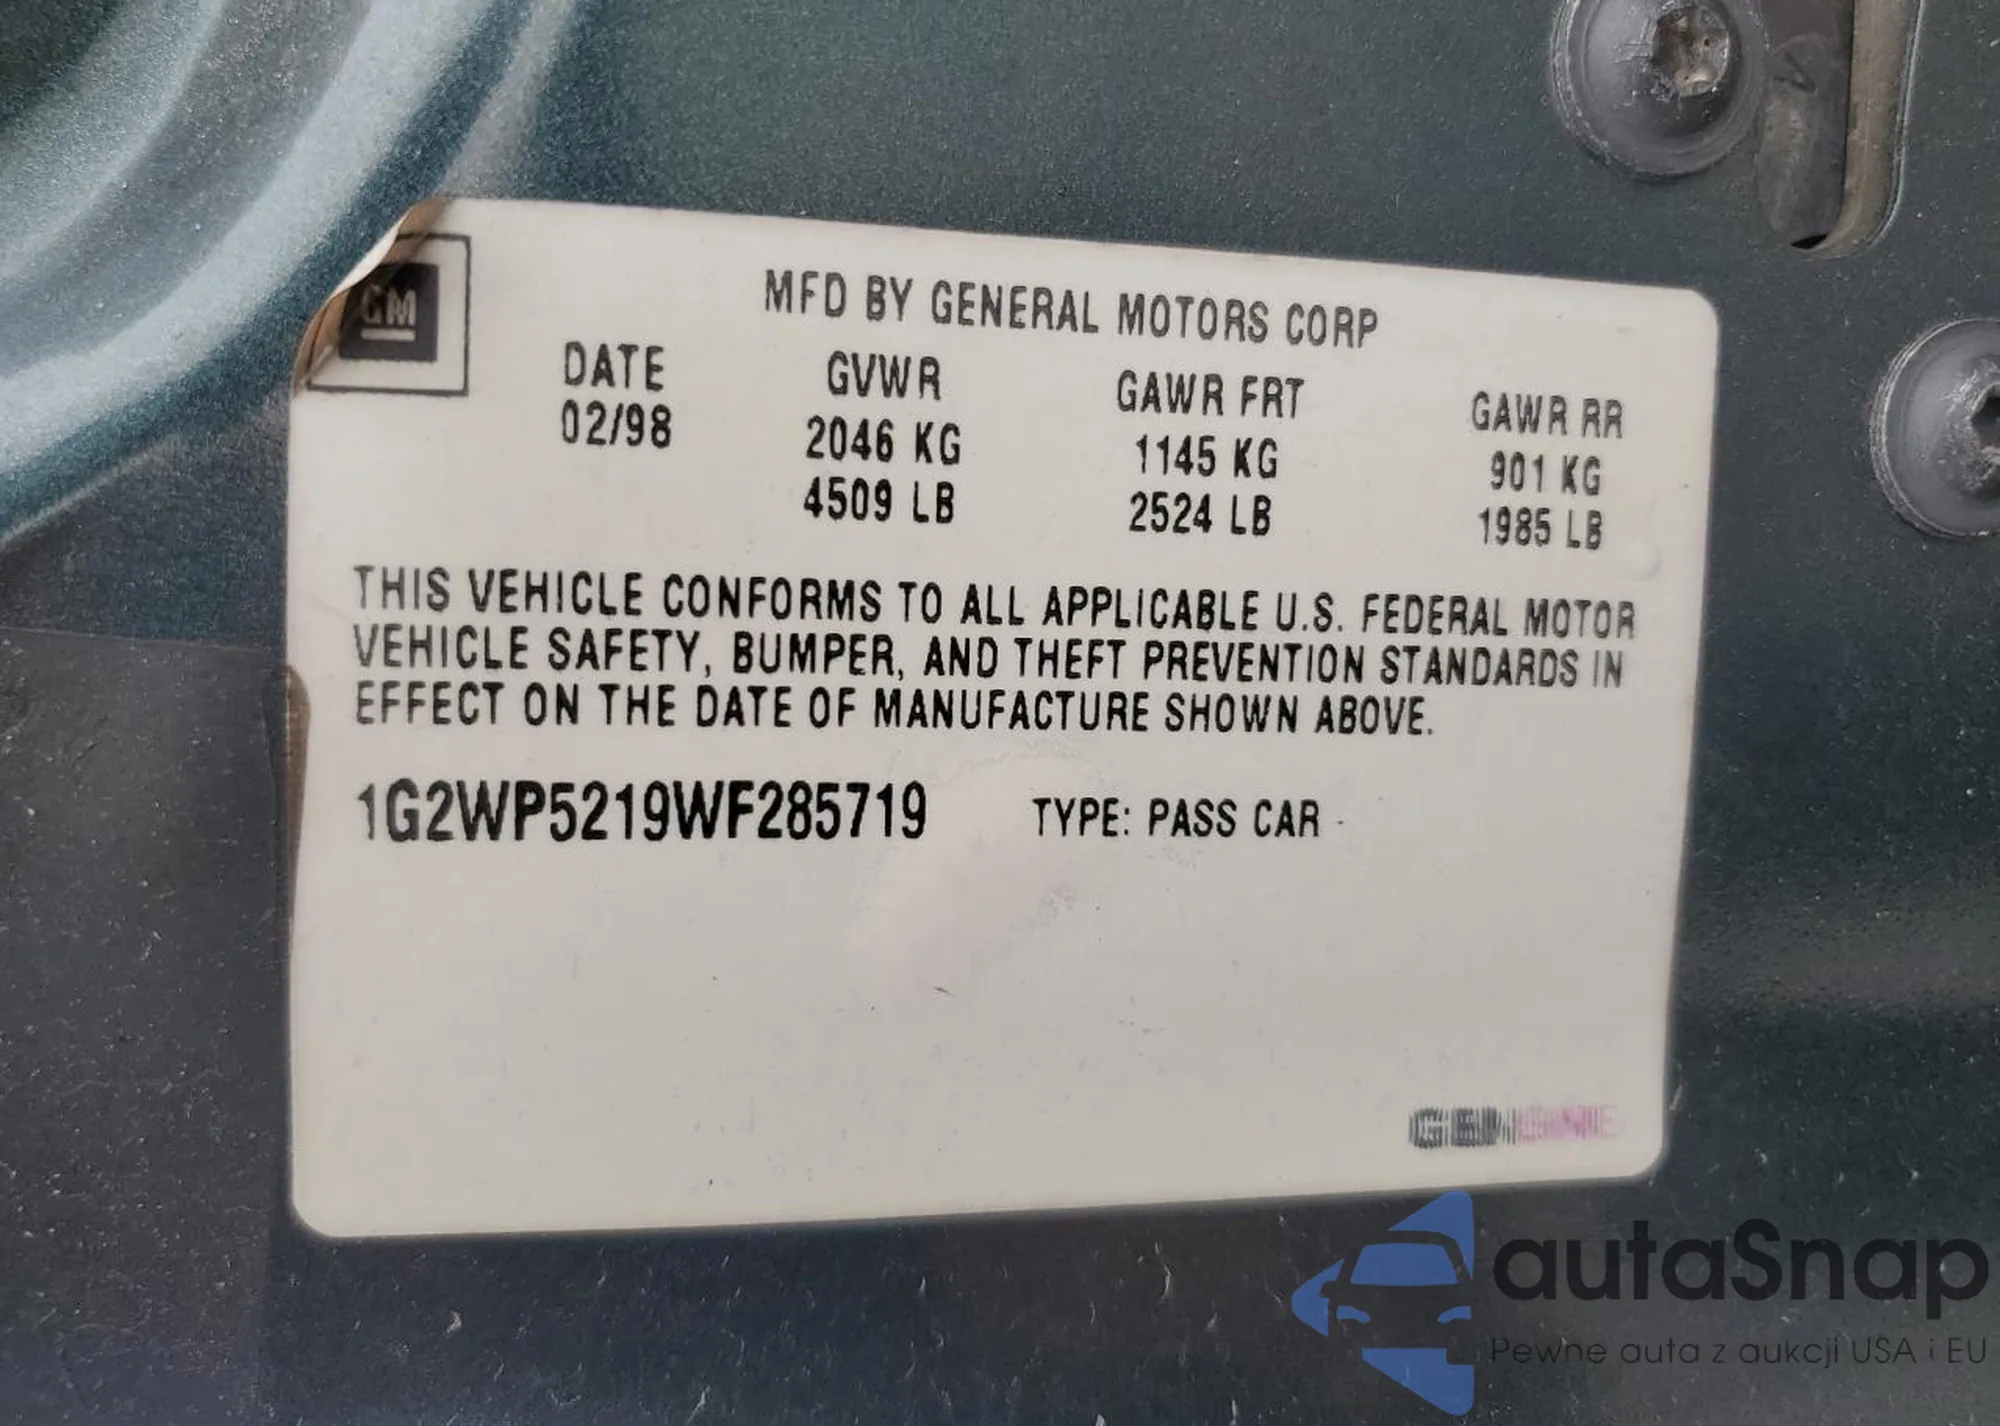 GM
MFD BY GENERAL MOTORS CORP
DATE GVWR GAWR FRT GAWR RR
02/98 2046 KG 1145 KG 901 KG
4509 LB 2524 LB 1985 LB
THIS VEHICLE CONFORMS TO ALL APPLICABLE U.S. FEDERAL MOTOR
VEHICLE SAFETY, BUMPER, AND THEFT PREVENTION STANDARDS IN
EFFECT ON THE DATE OF MANUFACTURE SHOWN ABOVE.
1G2WP5219WF285719 TYPE: PASS CAR
GENUINE
autaSnap
Pewne auta z aukcji USA i EU